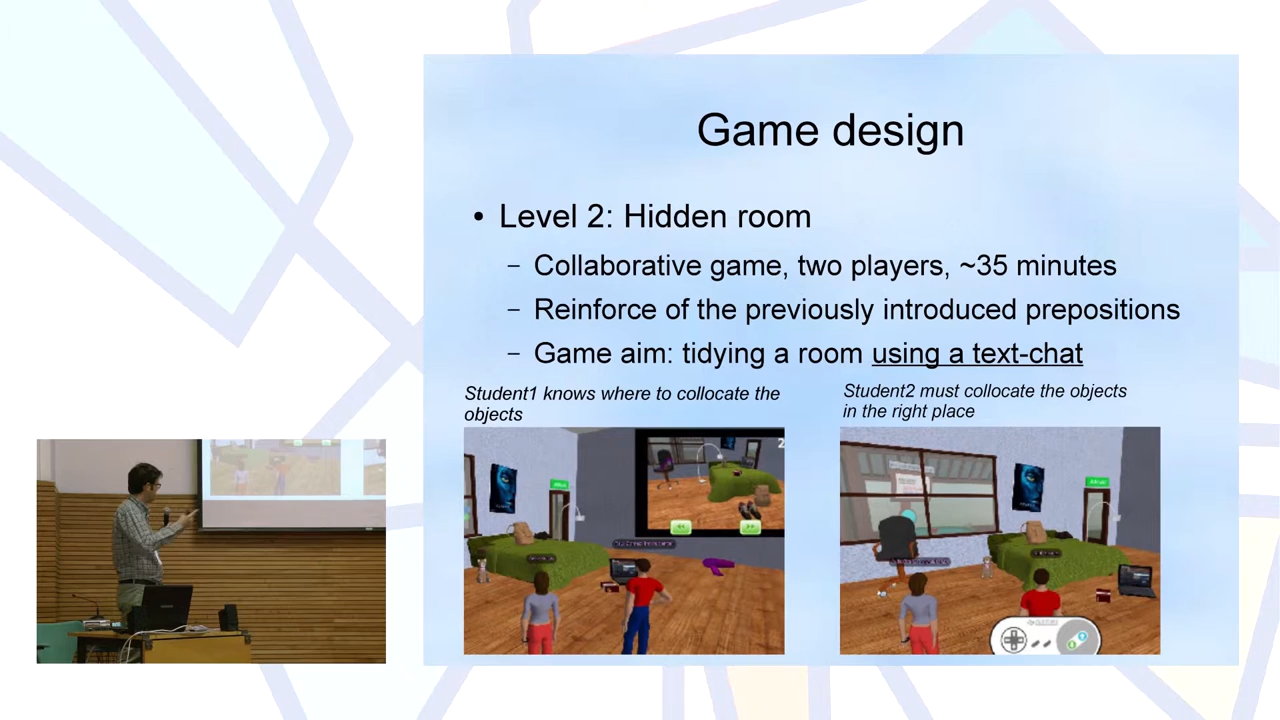 Game design
• Level 2: Hidden room
– Collaborative game, two players, ~35 minutes
– Reinforce of the previously introduced prepositions
– Game aim: tidying a room using a text-chat
Student1 knows where to collocate the
objects
Student2 must collocate the objects
in the right place